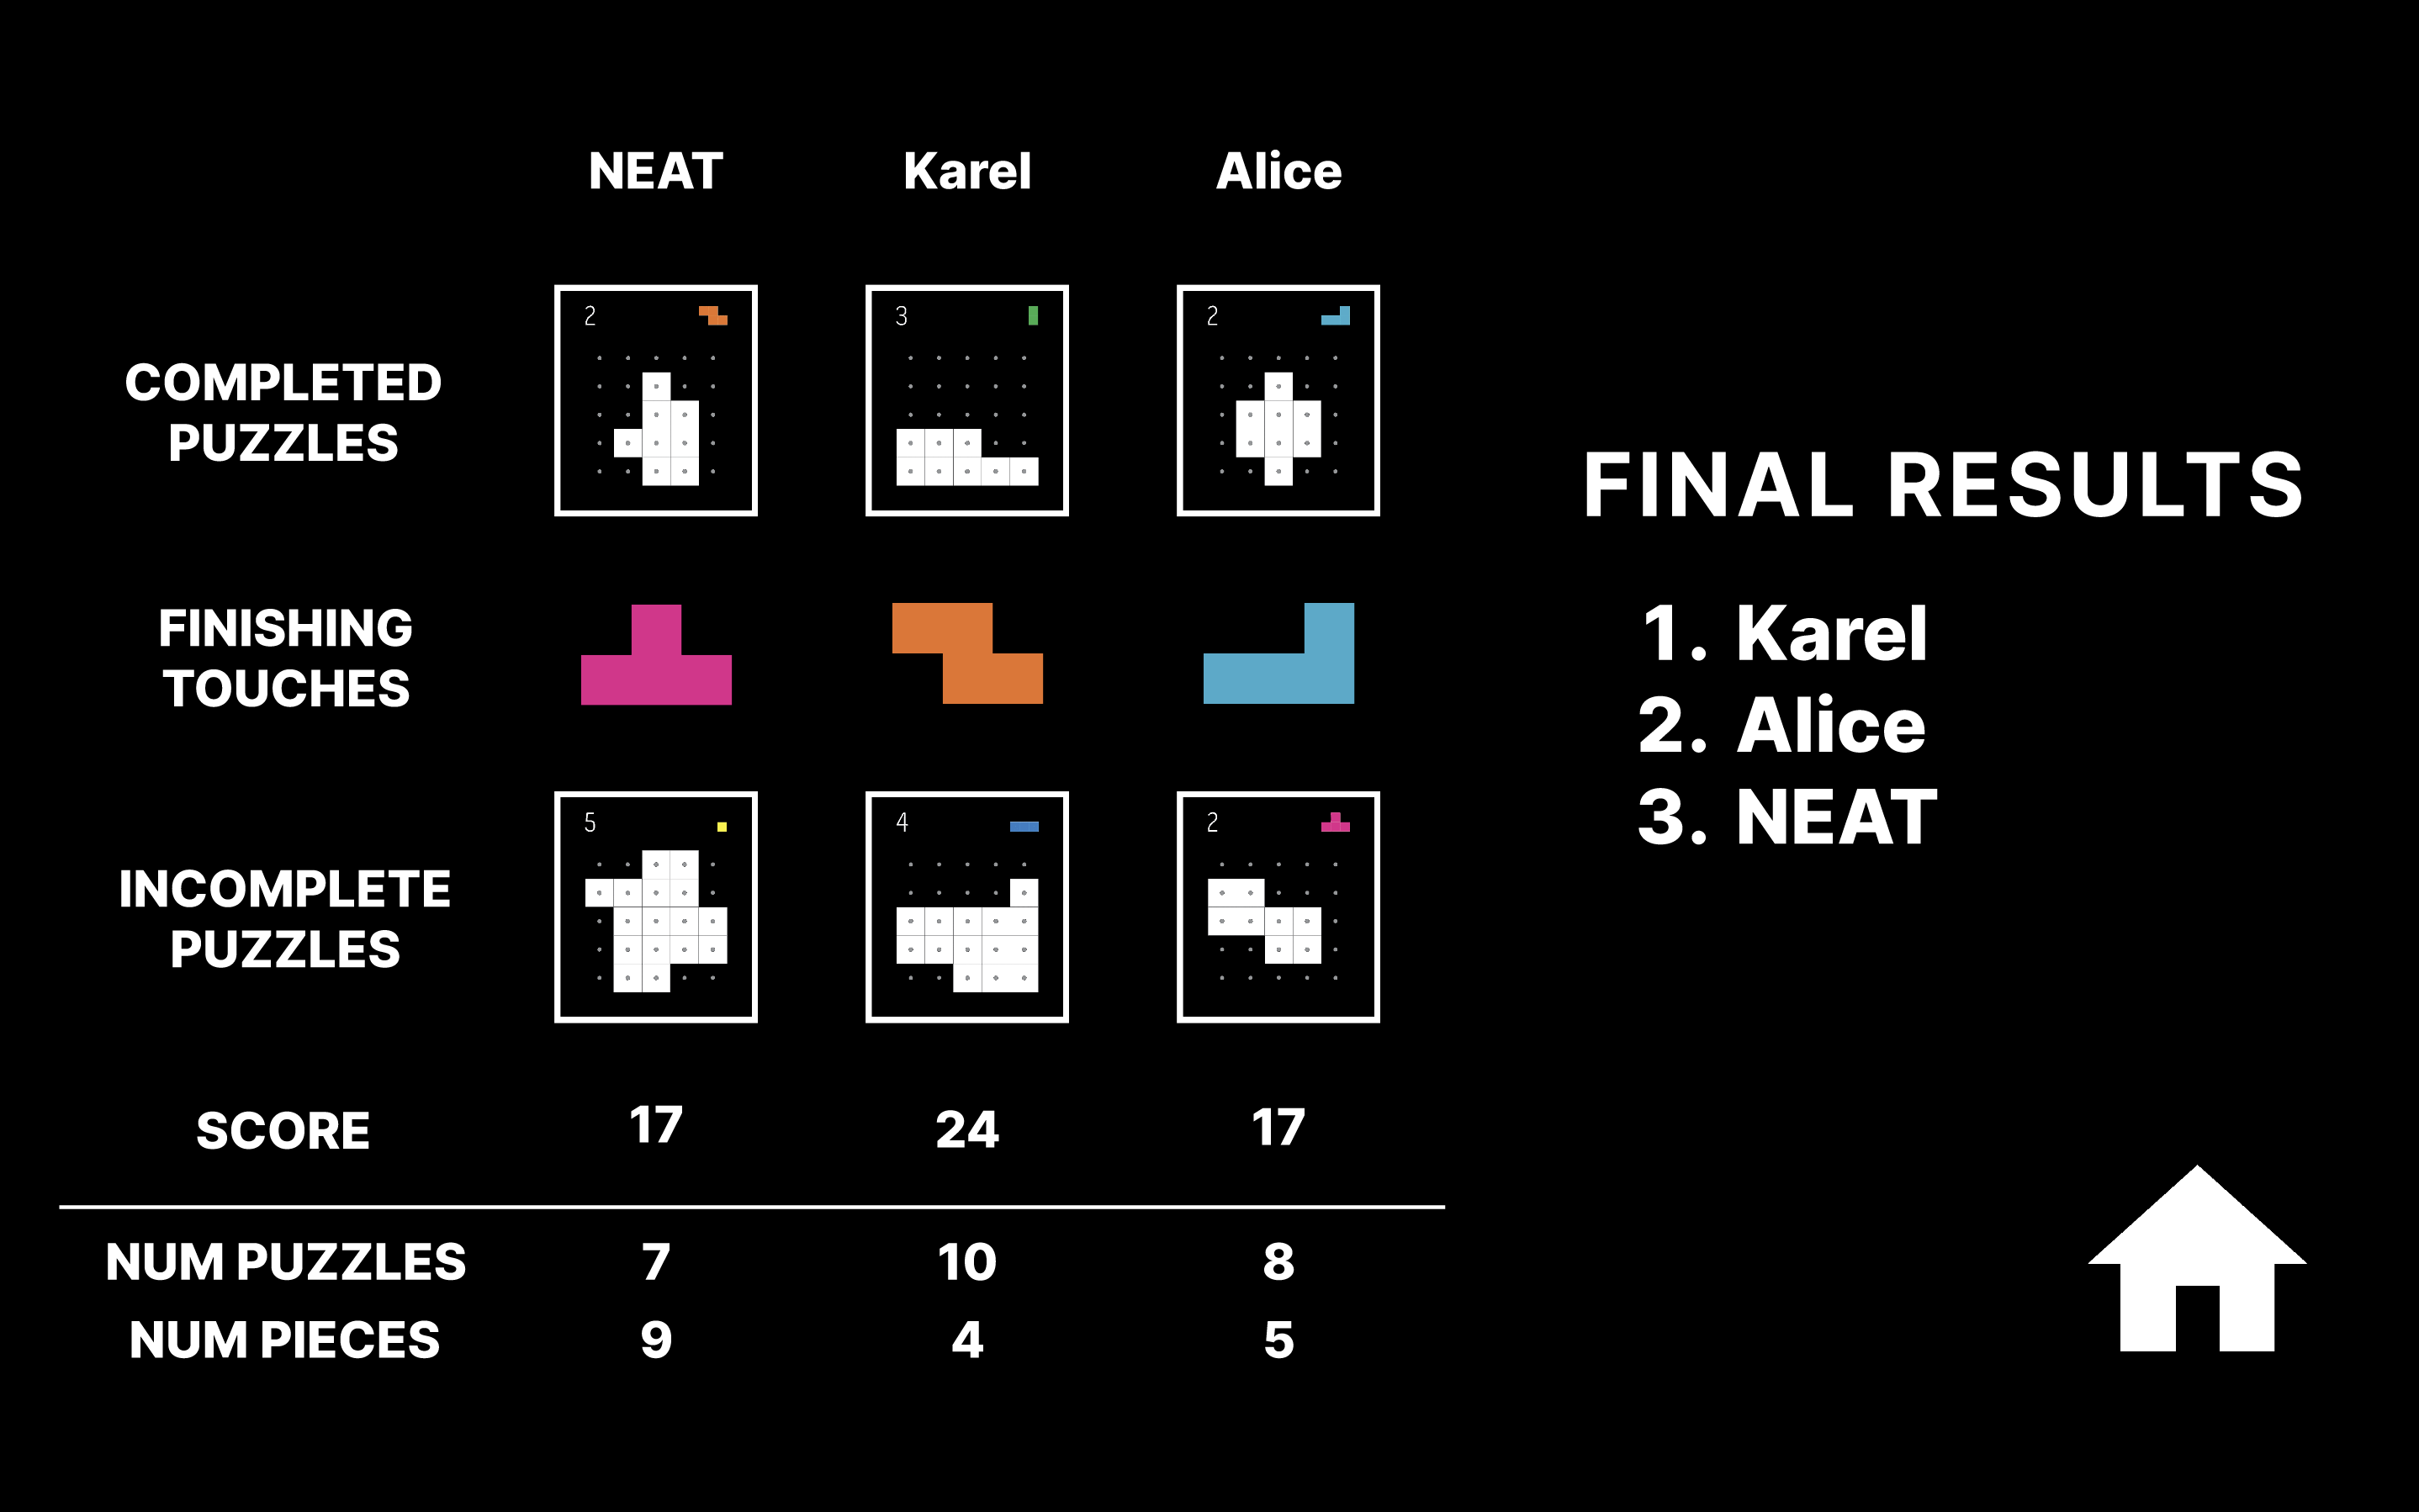 NEAT Karel Alice
COMPLETED
PUZZLES
2 3 2
FINISHING
TOUCHES
INCOMPLETE
PUZZLES
5 4 2
SCORE 17 24 17
NUM PUZZLES 7 10 8
NUM PIECES 9 4 5
FINAL RESULTS
1. Karel
2. Alice
3. NEAT